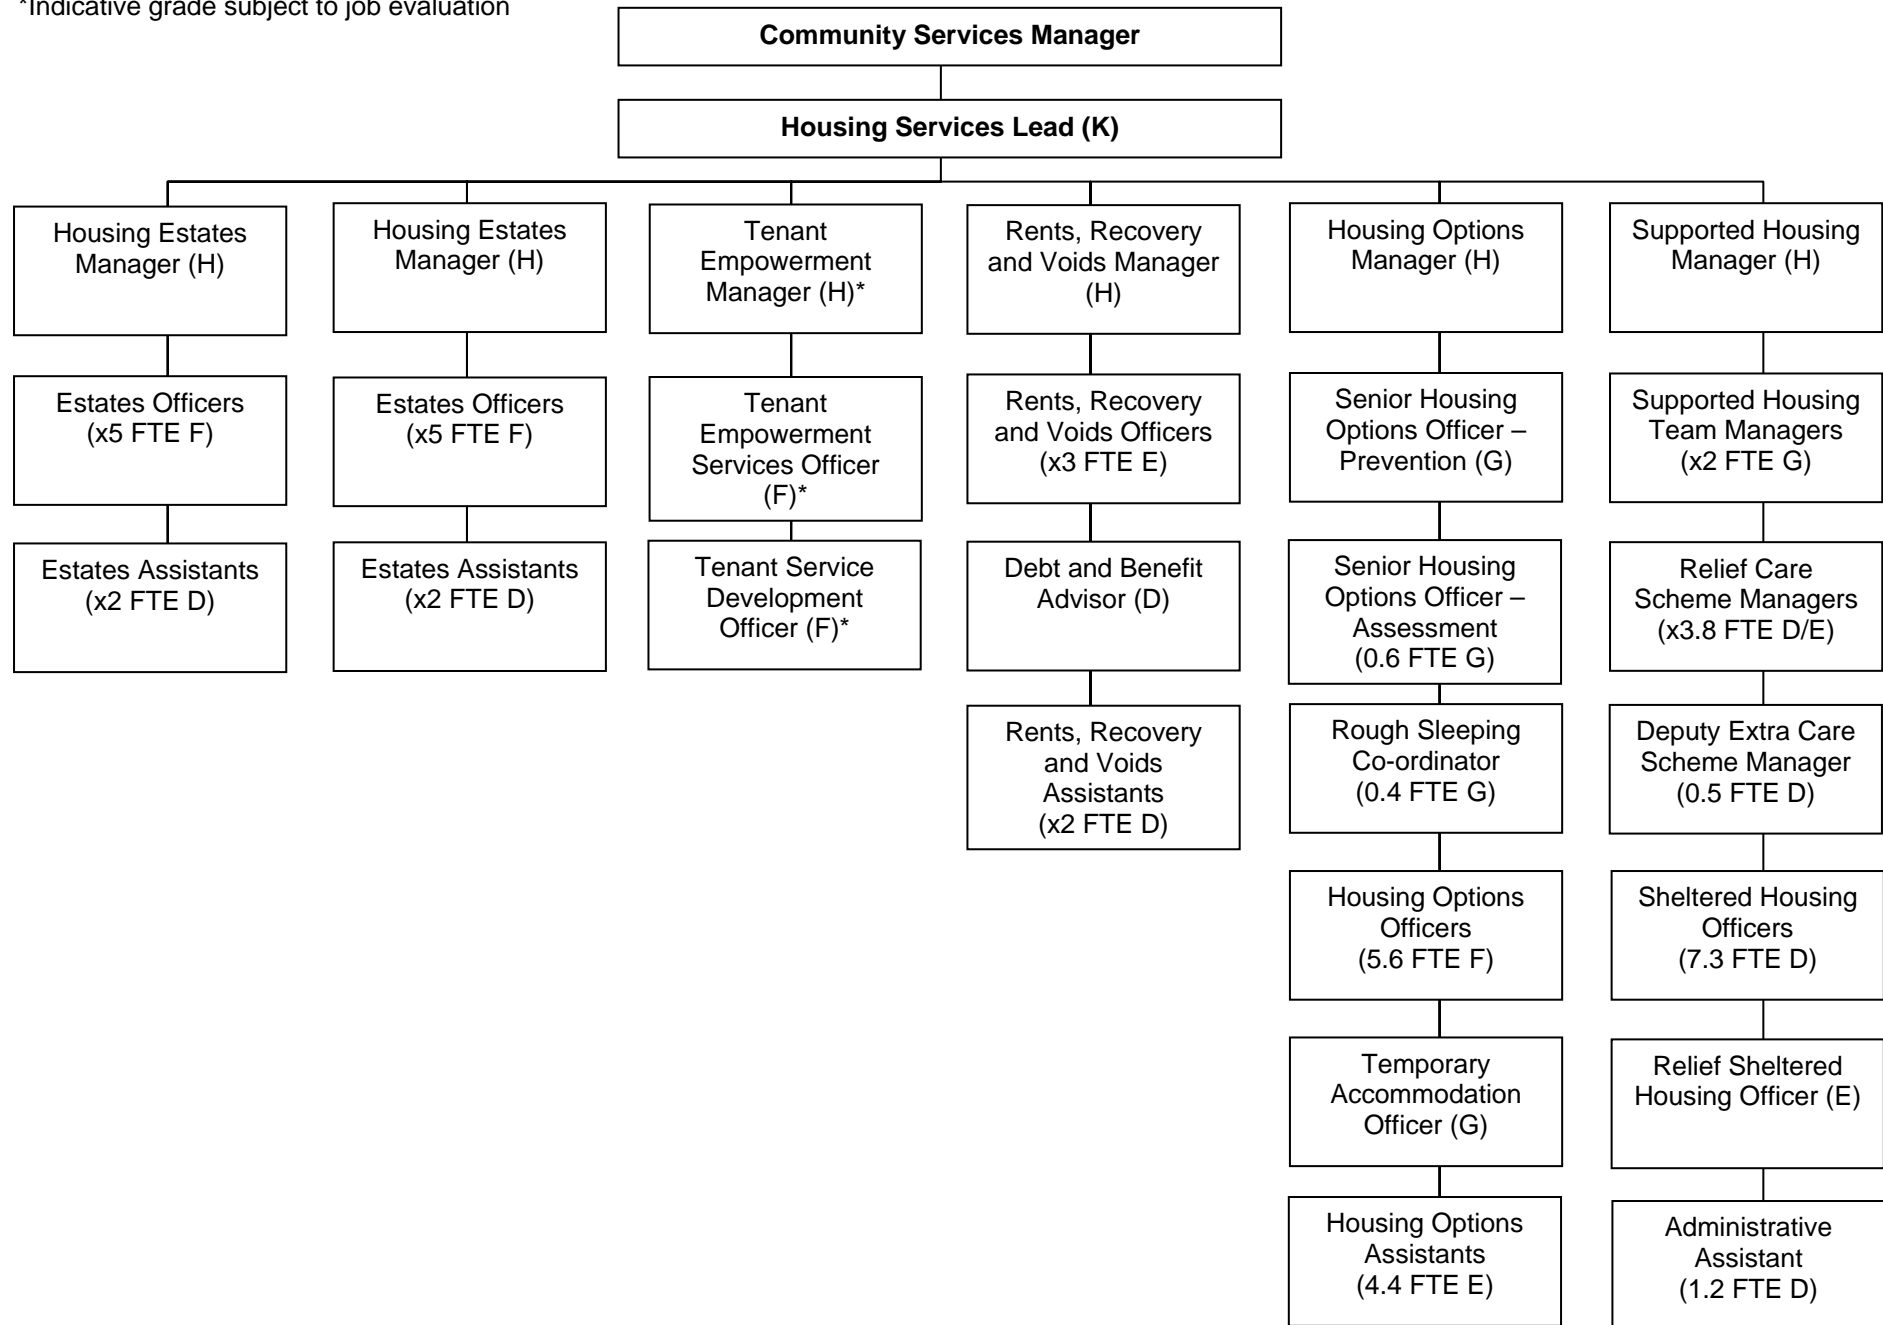 *Indicative grade subject to job evaluation
Community Services Manager
Housing Services Lead (K)
Housing Estates
Manager (H)
Estates Officers
(x5 FTE F)
Estates Assistants
(x2 FTE D)
Housing Estates
Manager (H)
Estates Officers
(x5 FTE F)
Estates Assistants
(x2 FTE D)
Tenant
Empowerment
Manager (H)*
Tenant
Empowerment
Services Officer
(F)*
Tenant Service
Development
Officer (F)*
Rents, Recovery
and Voids Manager
(H)
Rents, Recovery
and Voids Officers
(x3 FTE E)
Debt and Benefit
Advisor (D)
Rents, Recovery
and Voids
Assistants
(x2 FTE D)
Housing Options
Manager (H)
Senior Housing
Options Officer –
Prevention (G)
Senior Housing
Options Officer –
Assessment
(0.6 FTE G)
Rough Sleeping
Co-ordinator
(0.4 FTE G)
Housing Options
Officers
(5.6 FTE F)
Temporary
Accommodation
Officer (G)
Housing Options
Assistants
(4.4 FTE E)
Supported Housing
Manager (H)
Supported Housing
Team Managers
(x2 FTE G)
Relief Care
Scheme Managers
(x3.8 FTE D/E)
Deputy Extra Care
Scheme Manager
(0.5 FTE D)
Sheltered Housing
Officers
(7.3 FTE D)
Relief Sheltered
Housing Officer (E)
Administrative
Assistant
(1.2 FTE D)